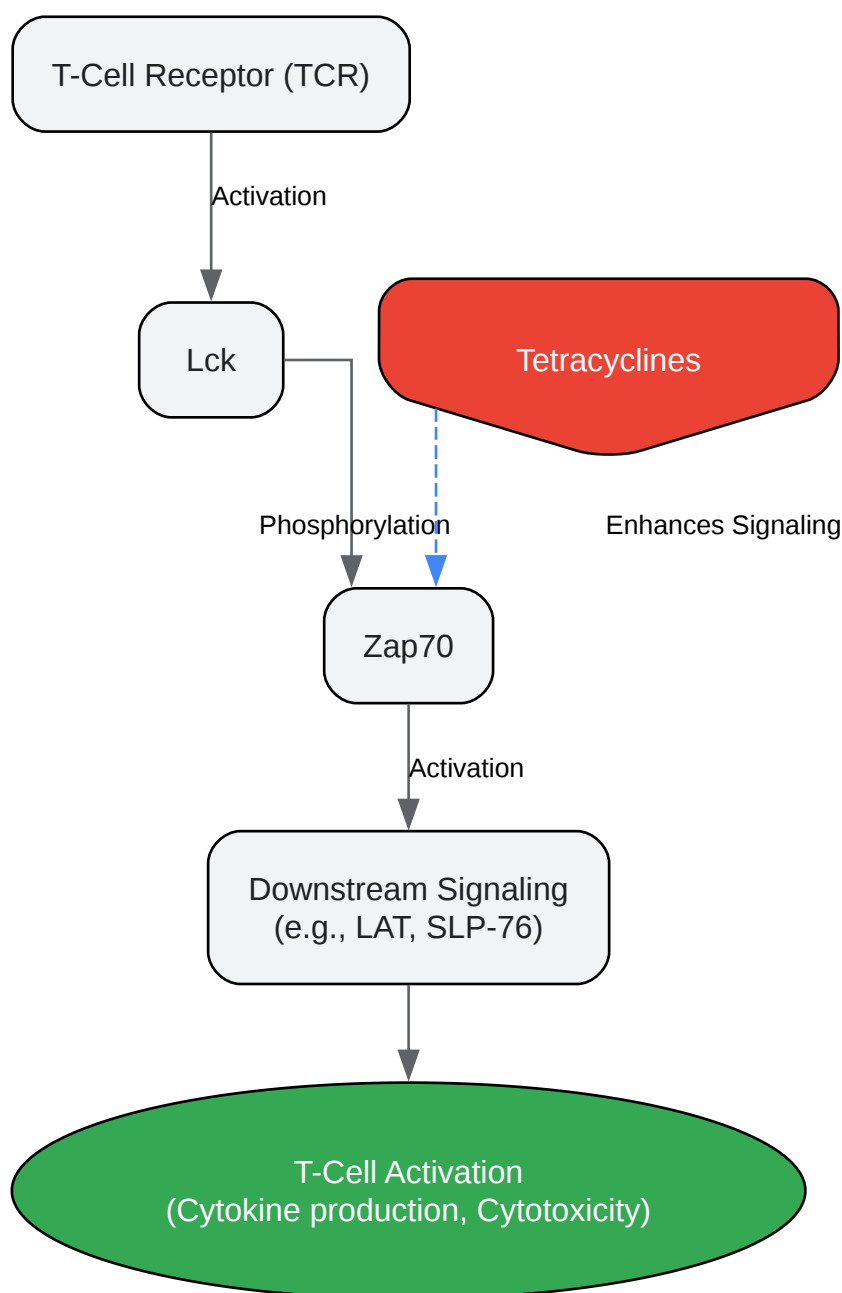 T-Cell Receptor (TCR)
Activation
Lck
Tetracyclines
Phosphorylation
Enhances Signaling
Zap70
Activation
Downstream Signaling
(e.g., LAT, SLP-76)
T-Cell Activation
(Cytokine production, Cytotoxicity)